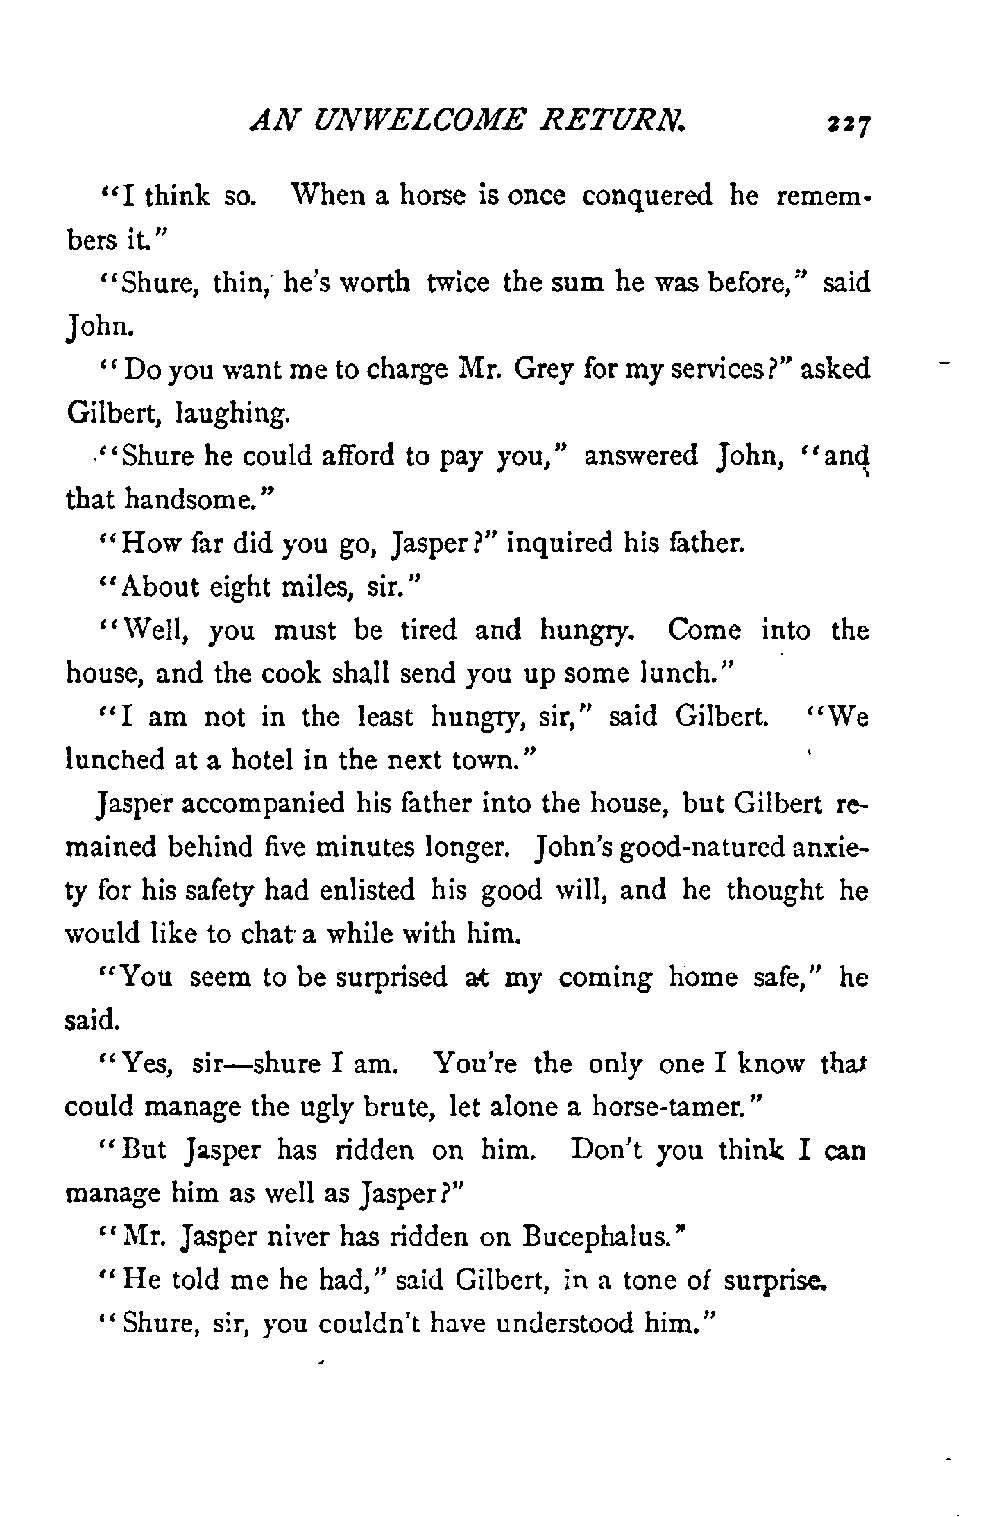 AN UNWELCOME RETURN. 227
"I think so. When a horse is once conquered he remem-
bers it."
"Shure, thin, he's worth twice the sum he was before," said
John.
"Do you want me to charge Mr. Grey for my services?" asked
Gilbert, laughing.
"Shure he could afford to pay you," answered John, "and
that handsome."
"How far did you go, Jasper?" inquired his father.
"About eight miles, sir."
"Well, you must be tired and hungry. Come into the
house, and the cook shall send you up some lunch."
"I am not in the least hungry, sir," said Gilbert. "We
lunched at a hotel in the next town."
Jasper accompanied his father into the house, but Gilbert re-
mained behind five minutes longer. John's good-natured anxie-
ty for his safety had enlisted his good will, and he thought he
would like to chat a while with him.
"You seem to be surprised at my coming home safe," he
said.
"Yes, sir—shure I am. You're the only one I know that
could manage the ugly brute, let alone a horse-tamer."
"But Jasper has ridden on him. Don't you think I can
manage him as well as Jasper?"
"Mr. Jasper niver has ridden on Bucephalus."
"He told me he had," said Gilbert, in a tone of surprise.
"Shure, sir, you couldn't have understood him."